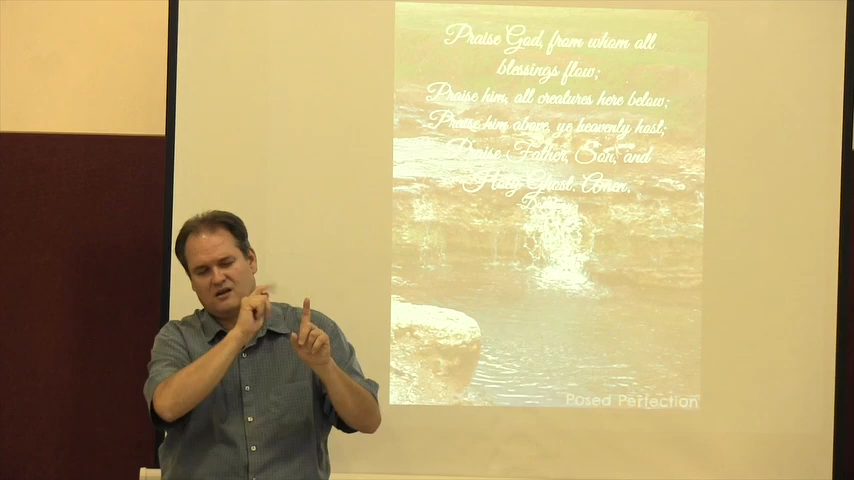 Praise God, from whom all
blessings flow;
Praise him, all creatures here below;
Praise him above, ye heavenly host;
Praise Father, Son, and
Holy Ghost. Amen.
Posed Perfection